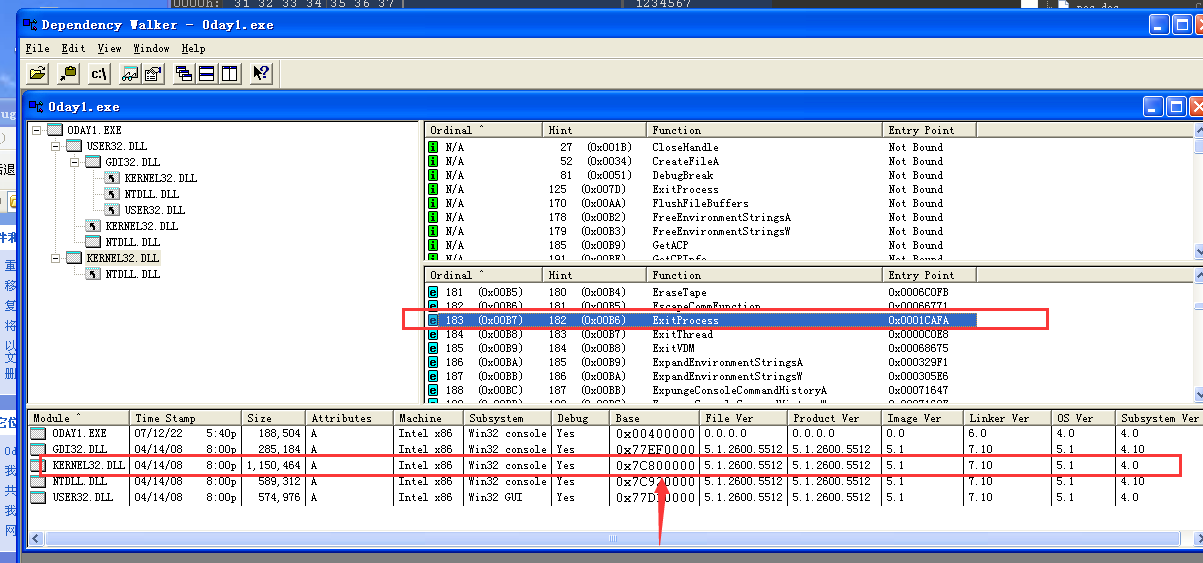 0000h: 31 32 33 34 35 36 37 1234567
Dependency Walker - 0day1.exe
File Edit View Window Help
0day1.exe
ODAY1.EXE
USER32.DLL
GDI32.DLL
KERNEL32.DLL
NTDLL.DLL
USER32.DLL
KERNEL32.DLL
NTDLL.DLL
KERNEL32.DLL
NTDLL.DLL
Ordinal ^ Hint Function Entry Point
N/A 27 (0x001B) CloseHandle Not Bound
N/A 52 (0x0034) CreateFileA Not Bound
N/A 81 (0x0051) DebugBreak Not Bound
N/A 125 (0x007D) ExitProcess Not Bound
N/A 170 (0x00AA) FlushFileBuffers Not Bound
N/A 178 (0x00B2) FreeEnvironmentStringsA Not Bound
N/A 179 (0x00B3) FreeEnvironmentStringsW Not Bound
N/A 185 (0x00B9) GetACP Not Bound
N/A 191 (0x00BF) GetCPInfo Not Bound
Ordinal ^ Hint Function Entry Point
181 (0x00B5) 180 (0x00B4) EraseTape 0x0006C0FB
182 (0x00B6) 181 (0x00B5) EscapeCommFunction 0x00066771
183 (0x00B7) 182 (0x00B6) ExitProcess 0x0001CAFA
184 (0x00B8) 183 (0x00B7) ExitThread 0x0000C0E8
185 (0x00B9) 184 (0x00B8) ExitVDM 0x00068675
186 (0x00BA) 185 (0x00B9) ExpandEnvironmentStringsA 0x000329F1
187 (0x00BB) 186 (0x00BA) ExpandEnvironmentStringsW 0x000305E6
188 (0x00BC) 187 (0x00BB) ExpungeConsoleCommandHistoryA 0x00071647
Module ^ Time Stamp Size Attributes Machine Subsystem Debug Base File Ver Product Ver Image Ver Linker Ver OS Ver Subsystem Ver
ODAY1.EXE 07/12/22 5:40p 188,504 A Intel x86 Win32 console Yes 0x00400000 0.0.0.0 0.0.0.0 0.0 6.0 4.0 4.0
GDI32.DLL 04/14/08 8:00p 285,184 A Intel x86 Win32 console Yes 0x77EF0000 5.1.2600.5512 5.1.2600.5512 5.1 7.10 5.1 4.10
KERNEL32.DLL 04/14/08 8:00p 1,150,464 A Intel x86 Win32 console Yes 0x7C800000 5.1.2600.5512 5.1.2600.5512 5.1 7.10 5.1 4.0
NTDLL.DLL 04/14/08 8:00p 589,312 A Intel x86 Win32 console Yes 0x7C920000 5.1.2600.5512 5.1.2600.5512 5.1 7.10 5.1 4.10
USER32.DLL 04/14/08 8:00p 574,976 A Intel x86 Win32 GUI Yes 5.1.2600.5512 5.1.2600.5512 5.1 7.10 5.1 4.0